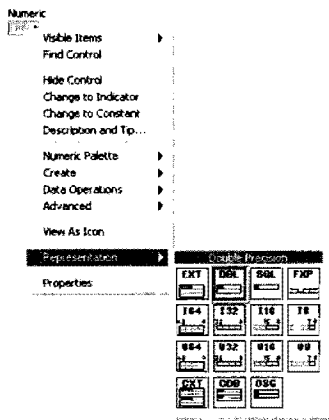 Numeric
Visible Items
Find Control
Hide Control
Change to Indicator
Change to Constant
Description and Tip...
Numeric Palette
Create
Data Operations
Advanced
View As Icon
Representation
Properties
Double Precision
EXT DBL SGL FXP
I64 I32 I16 I8
U64 U32 U16 U8
CXT CDB CSG